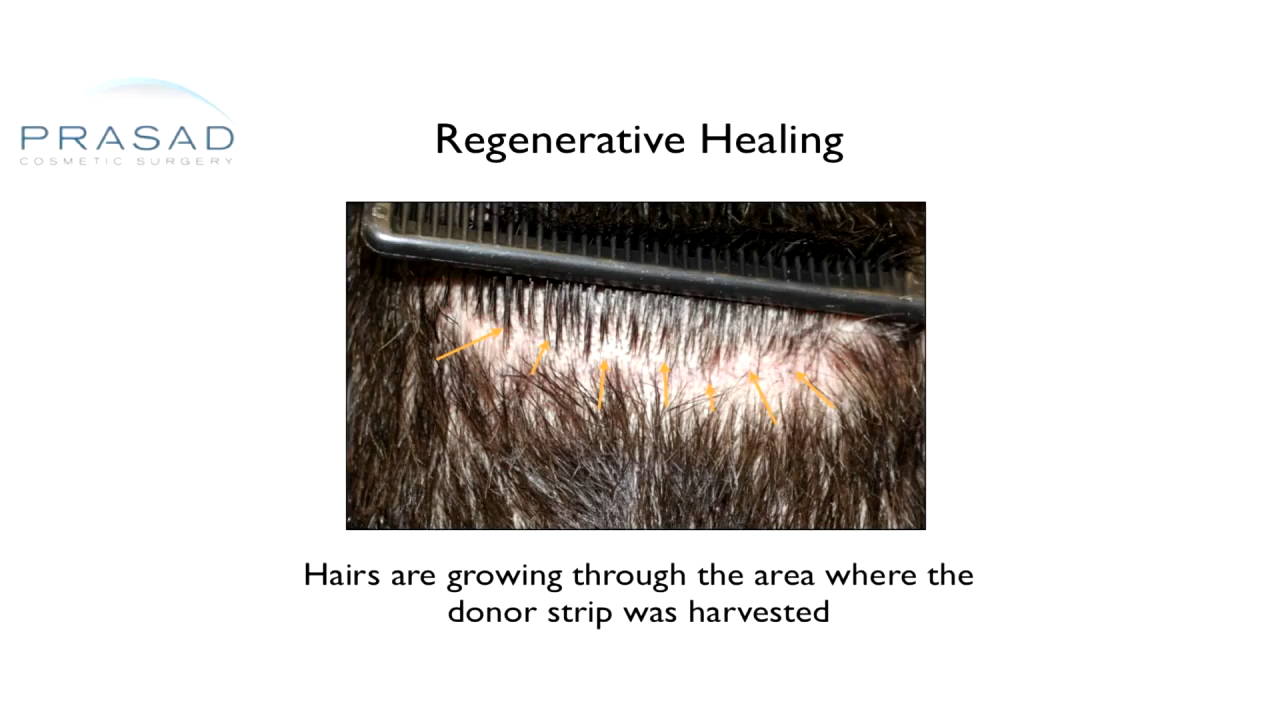 PRASAD
COSMETIC SURGERY
Regenerative Healing
Hairs are growing through the area where the
donor strip was harvested